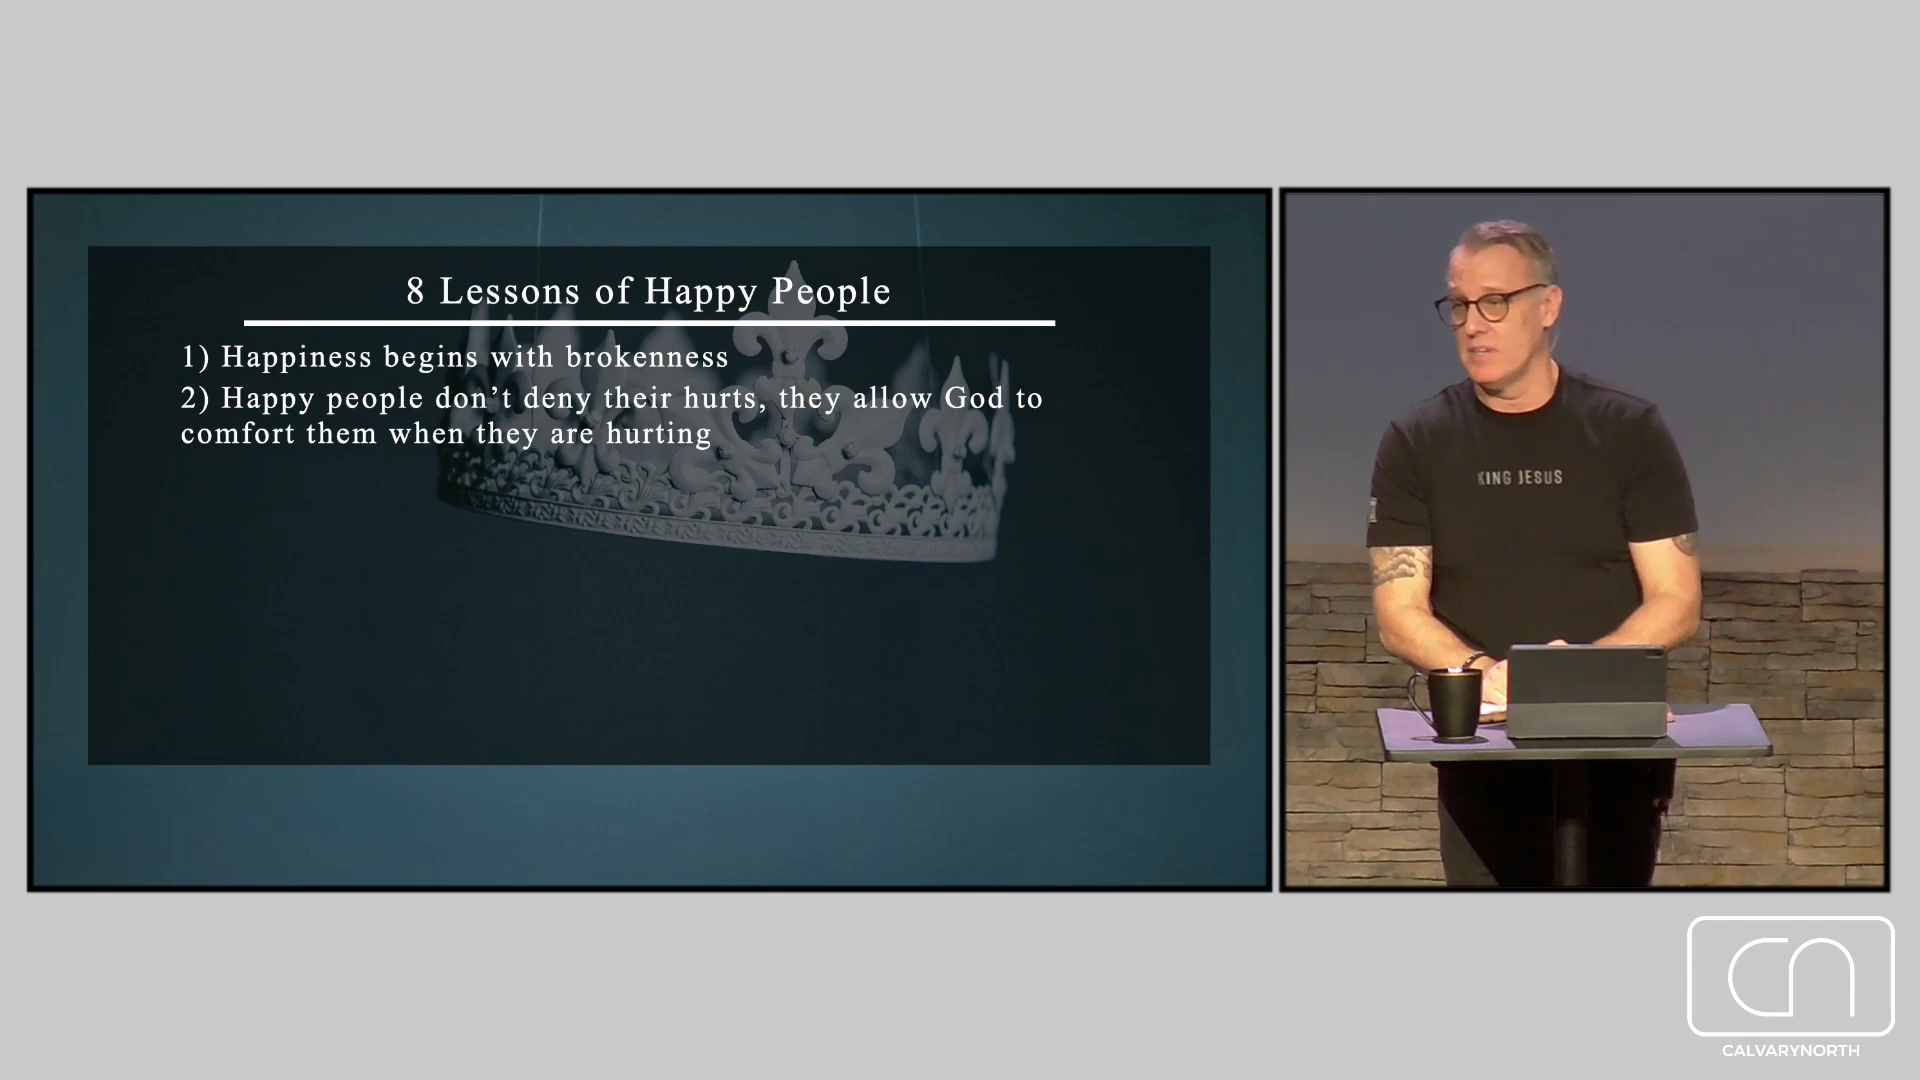 8 Lessons of Happy People
1) Happiness begins with brokenness
2) Happy people don’t deny their hurts, they allow God to
comfort them when they are hurting
KING JESUS
CN
CALVARYNORTH